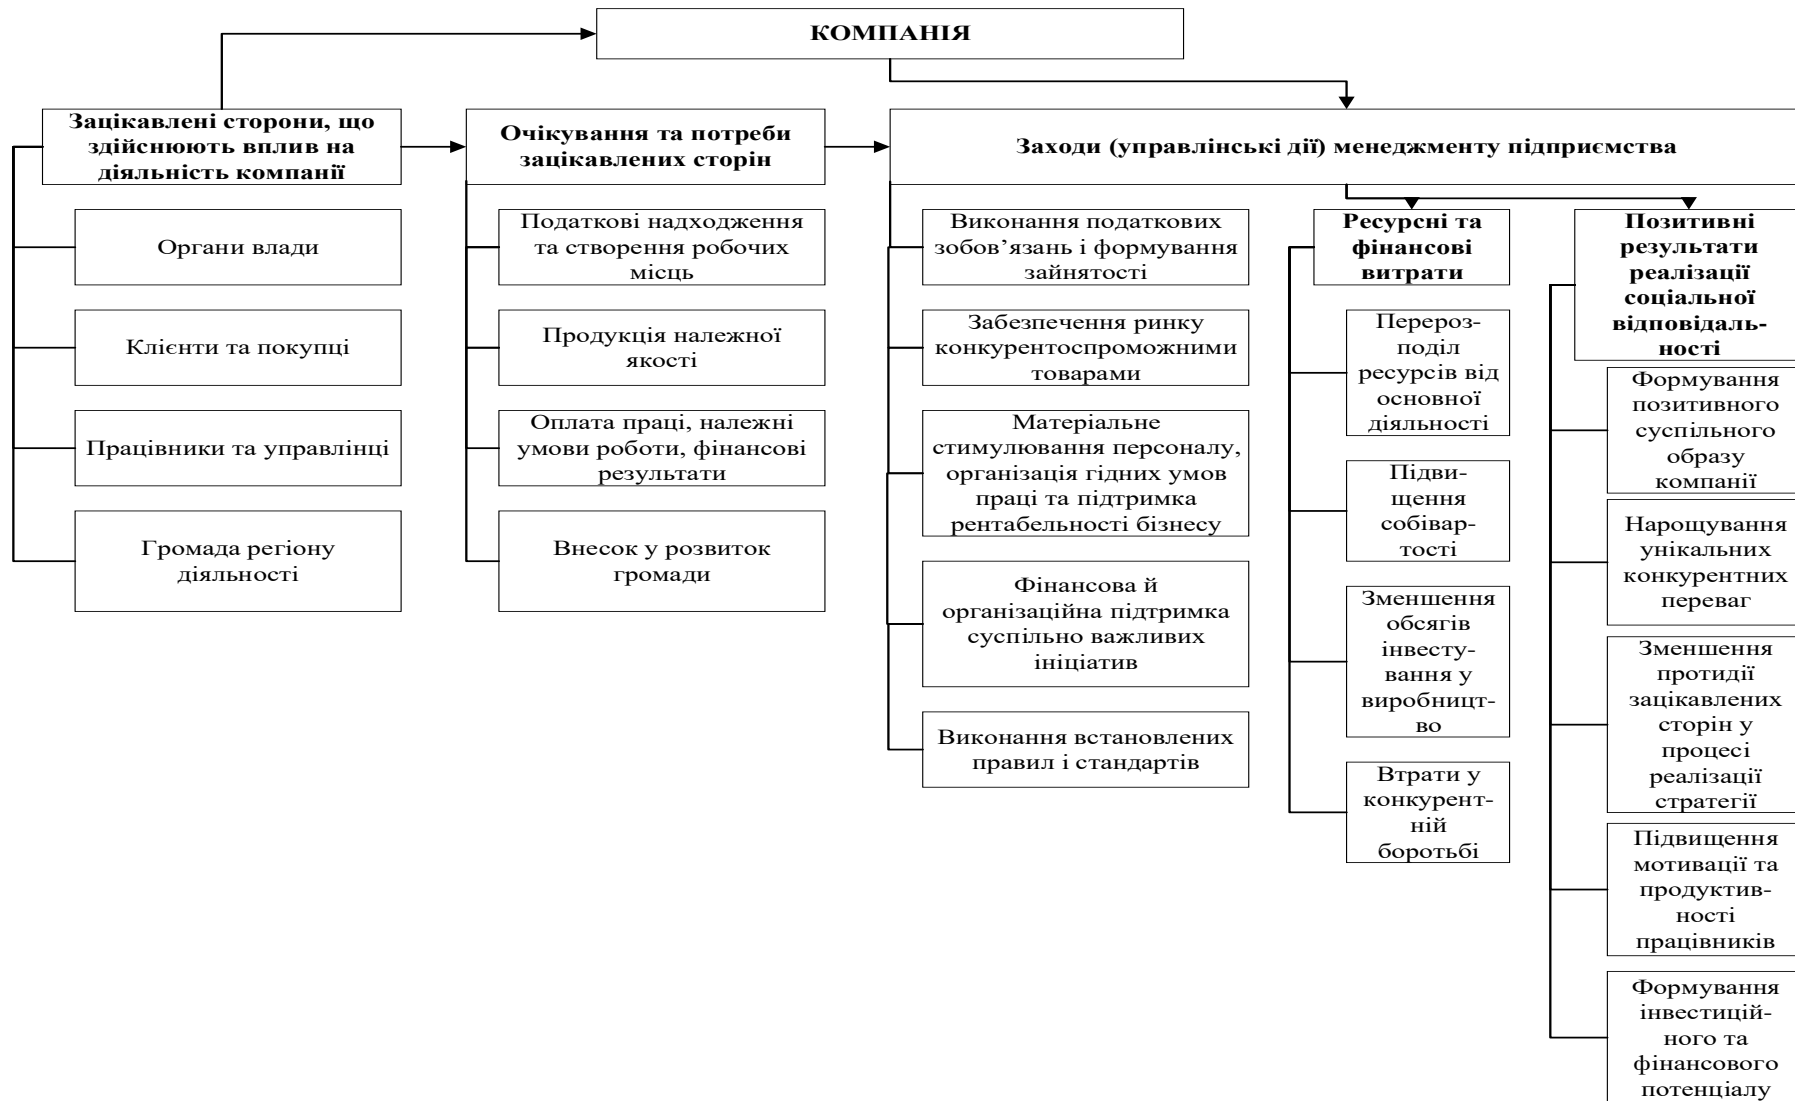 КОМПАНІЯ
Зацікавлені сторони, що
здійснюють вплив на
діяльність компанії
Органи влади
Клієнти та покупці
Працівники та управлінці
Громада регіону
діяльності
Очікування та потреби
зацікавлених сторін
Податкові надходження
та створення робочих
місць
Продукція належної
якості
Оплата праці, належні
умови роботи, фінансові
результати
Внесок у розвиток
громади
Заходи (управлінські дії) менеджменту підприємства
Виконання податкових
зобов’язань і формування
зайнятості
Забезпечення ринку
конкурентоспроможними
товарами
Матеріальне
стимулювання персоналу,
організація гідних умов
праці та підтримка
рентабельності бізнесу
Фінансова й
організаційна підтримка
суспільно важливих
ініціатив
Виконання встановлених
правил і стандартів
Ресурсні та
фінансові
витрати
Перероз-
поділ
ресурсів від
основної
діяльності
Підви-
щення
собівар-
тості
Зменшення
обсягів
інвесту-
вання у
виробницт-
во
Втрати у
конкурент-
ній
боротьбі
Позитивні
результати
реалізації
соціальної
відповідаль-
ності
Формування
позитивного
суспільного
образу
компанії
Нарощування
унікальних
конкурентних
переваг
Зменшення
протидії
зацікавлених
сторін у
процесі
реалізації
стратегії
Підвищення
мотивації та
продуктив-
ності
працівників
Формування
інвестицій-
ного та
фінансового
потенціалу